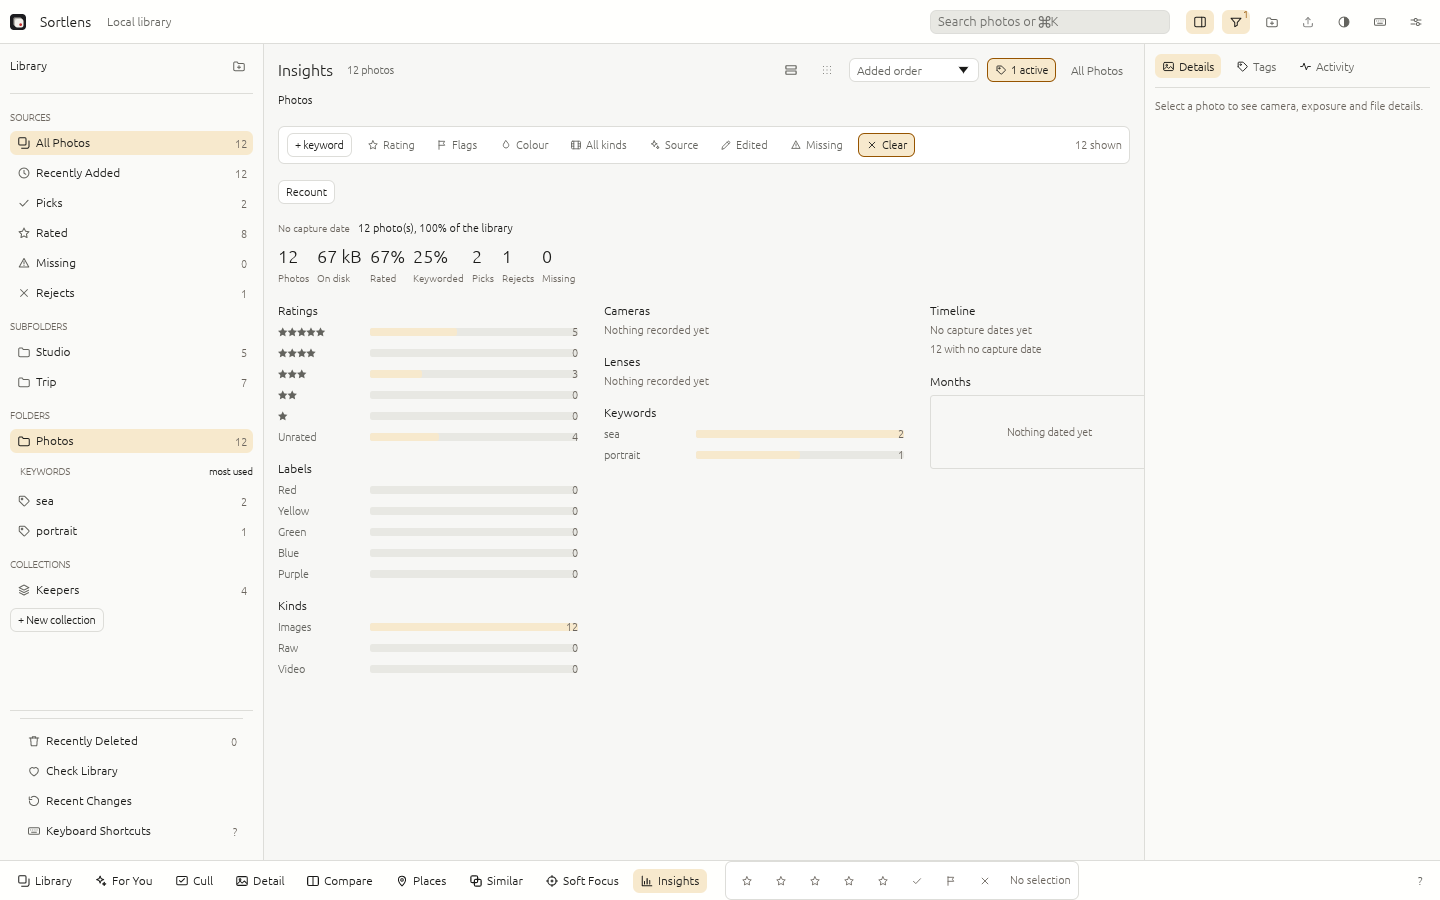 Sortlens Local library
Search photos or ⌘K
1
Library
SOURCES
All Photos 12
Recently Added 12
Picks 2
Rated 8
Missing 0
Rejects 1
SUBFOLDERS
Studio 5
Trip 7
FOLDERS
Photos 12
KEYWORDS most used
sea 2
portrait 1
COLLECTIONS
Keepers 4
+ New collection
Recently Deleted 0
Check Library
Recent Changes
Keyboard Shortcuts ?
Insights 12 photos
Added order
1 active
All Photos
Photos
+ keyword Rating Flags Colour All kinds Source Edited Missing Clear 12 shown
Recount
No capture date 12 photo(s), 100% of the library
12 67 kB 67% 25% 2 1 0
Photos On disk Rated Keyworded Picks Rejects Missing
Ratings
★★★★★ 5
★★★★ 0
★★★ 3
★★ 0
★ 0
Unrated 4
Labels
Red 0
Yellow 0
Green 0
Blue 0
Purple 0
Kinds
Images 12
Raw 0
Video 0
Cameras
Nothing recorded yet
Lenses
Nothing recorded yet
Keywords
sea 2
portrait 1
Timeline
No capture dates yet
12 with no capture date
Months
Nothing dated yet
Details Tags Activity
Select a photo to see camera, exposure and file details.
Library For You Cull Detail Compare Places Similar Soft Focus Insights No selection ?